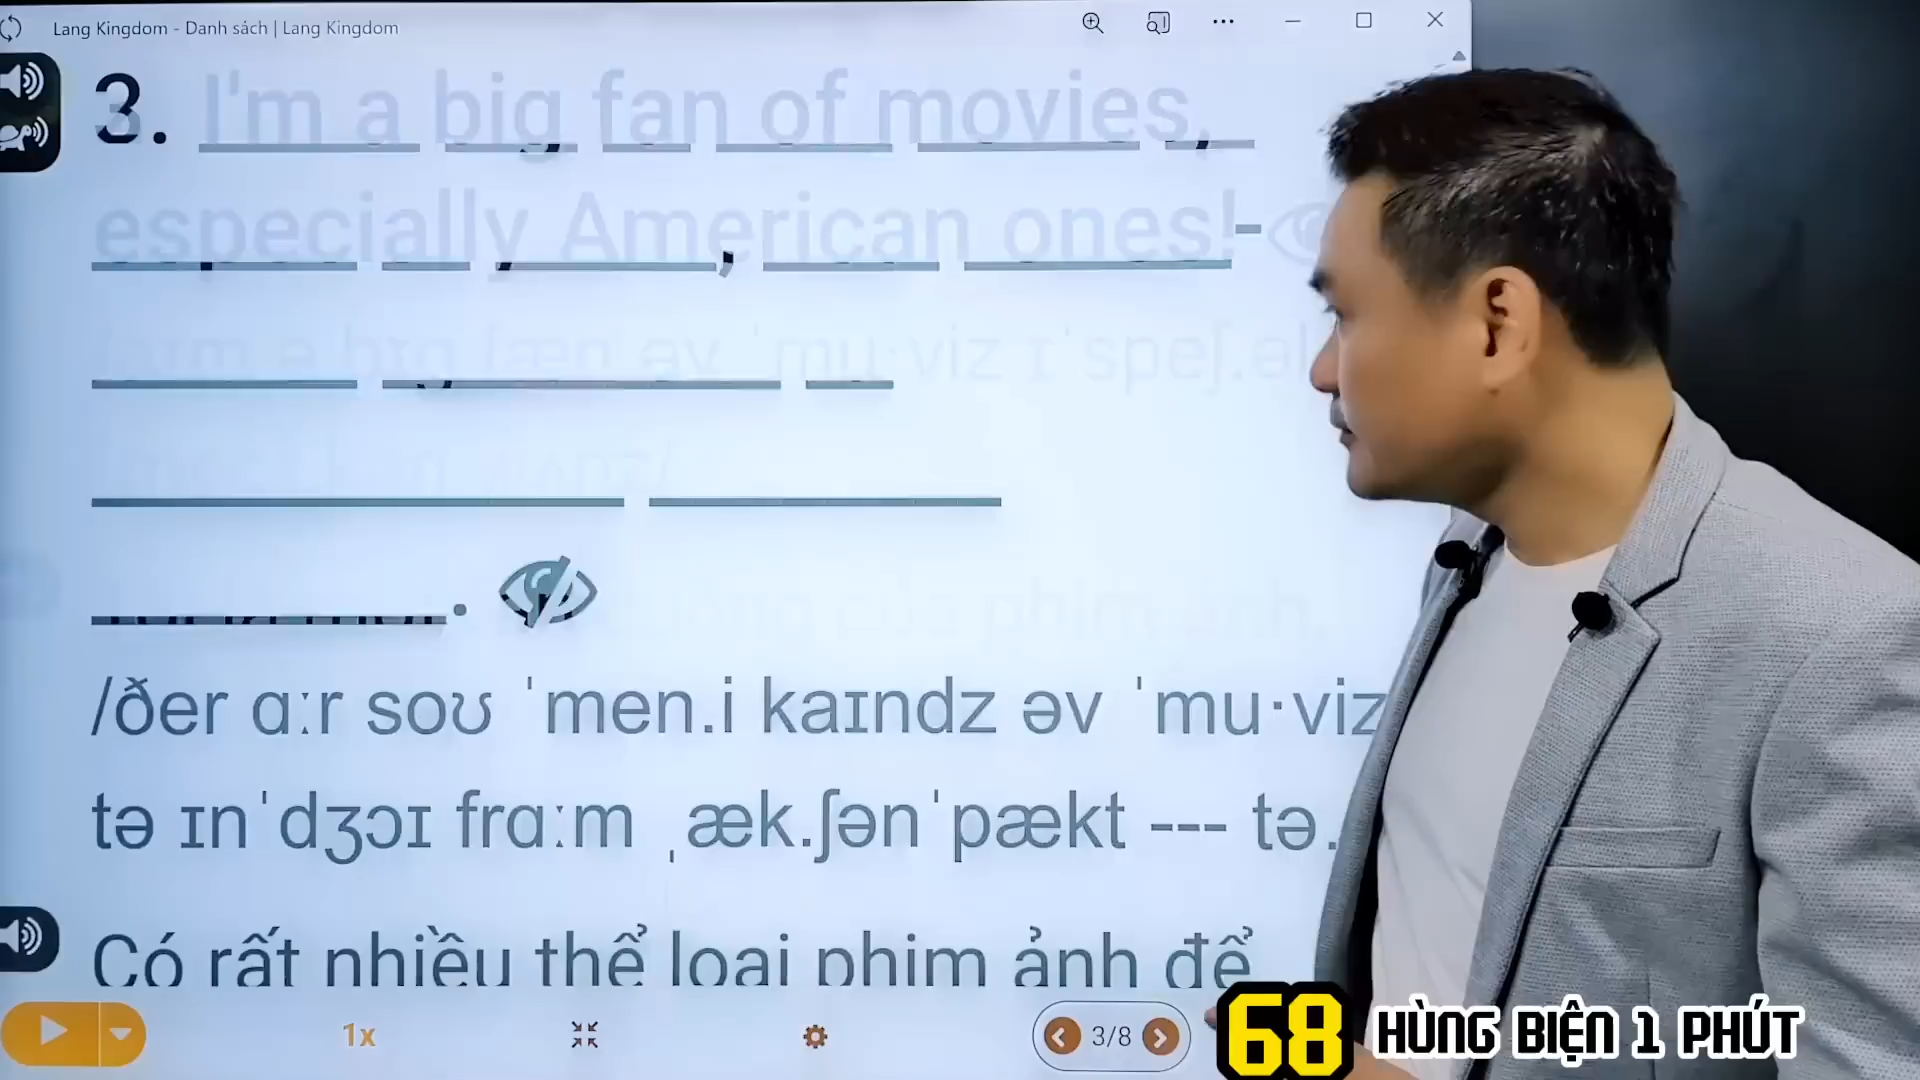 Lang Kingdom - Danh sách | Lang Kingdom
3. I'm a big fan of movies,
especially American ones!
/ðer ɑːr soʊ ˈmen.i kaɪndz əv ˈmu·viz
tə ɪnˈdʒɔɪ frɑːm ˌæk.ʃənˈpækt --- tə.
Có rất nhiều thể loại phim ảnh để
1x
3/8
68 HÙNG BIỆN 1 PHÚT